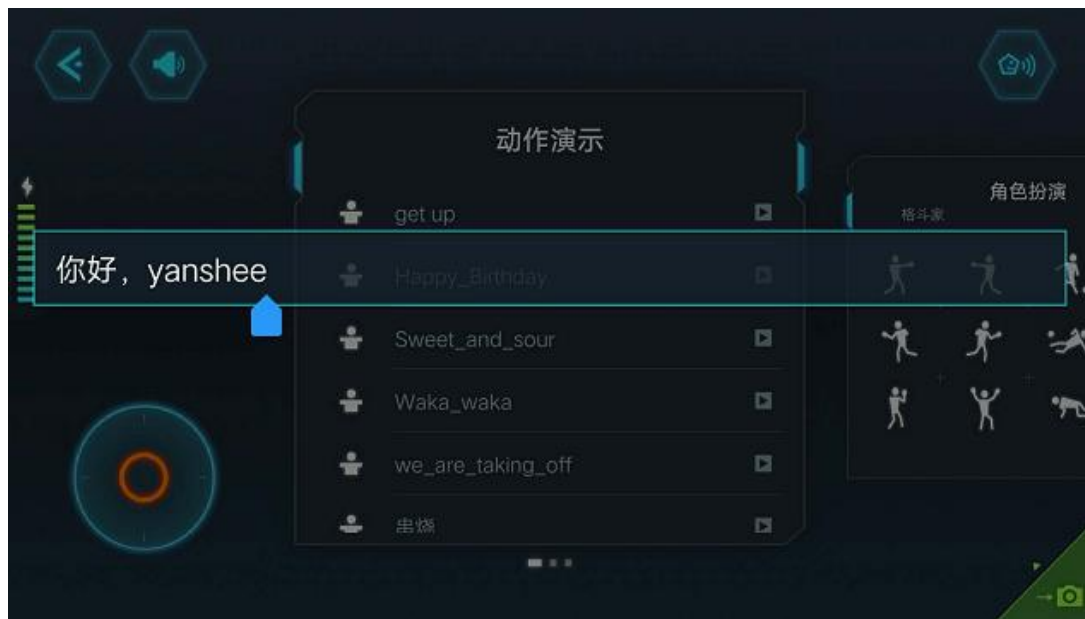 动作演示
get up
你好，yanshee
Happy_Birthday
Sweet_and_sour
Waka_waka
we_are_taking_off
串烧
角色扮演
格斗家